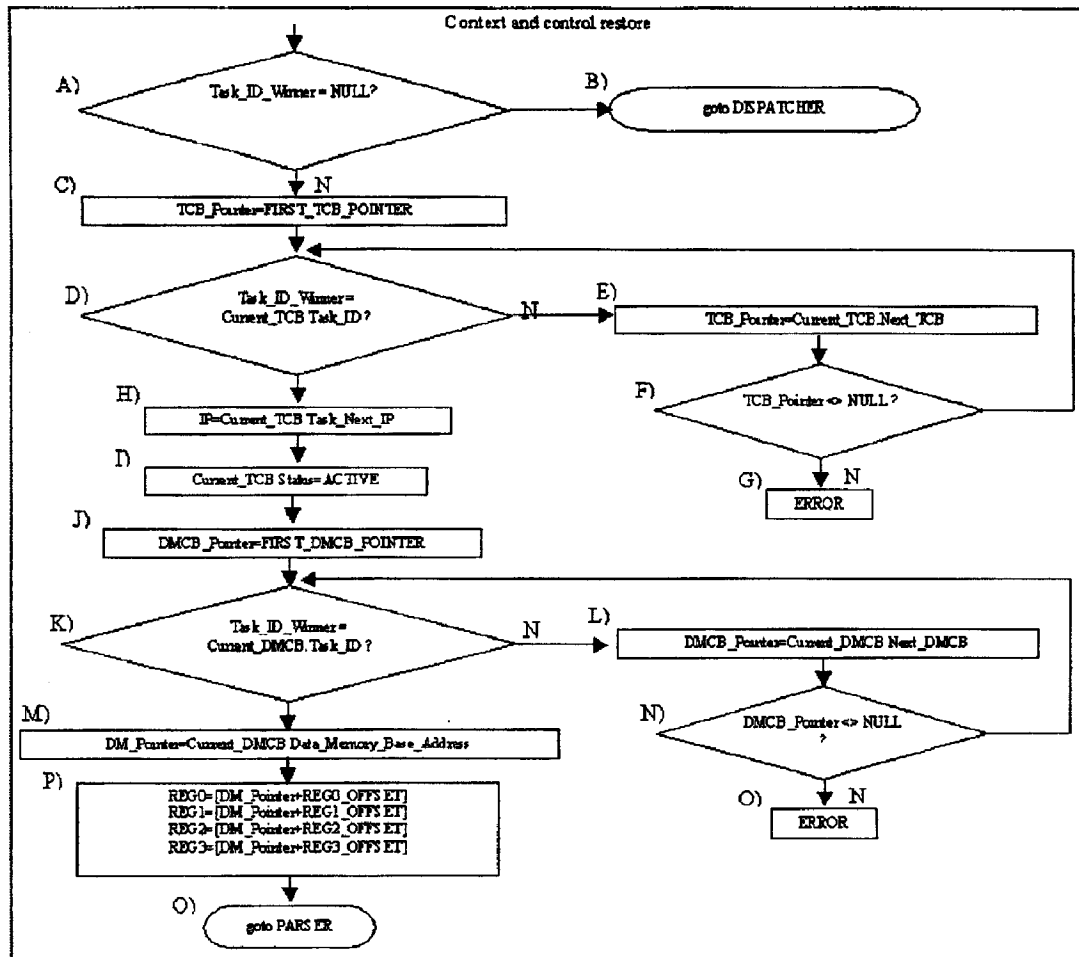 Context and control restore
A)
Task_ID_Winner= NULL?
B)
goto DISPATCHER
N
C)
TCB_Pointer=FIRST_TCB_POINTER
D)
Task_ID_Winner=
Current_TCB Task_ID ?
N
E)
TCB_Pointer=Current_TCB.Next_TCB
F)
TCB_Pointer <> NULL ?
N
G)
ERROR
H)
IP=Current_TCB Task_Next_IP
I)
Current_TCB Status=ACTIVE
J)
DMCB_Pointer=FIRST_DMCB_POINTER
K)
Task_ID_Winner=
Current_DMCB.Task_ID ?
N
L)
DMCB_Pointer=Current_DMCB Next_DMCB
N)
DMCB_Pointer <> NULL
?
N
O)
ERROR
M)
DM_Pointer=Current_DMCB Data_Memory_Base_Address
P)
REG0=[DM_Pointer+REG0_OFFSET]
REG1=[DM_Pointer+REG1_OFFSET]
REG2=[DM_Pointer+REG2_OFFSET]
REG3=[DM_Pointer+REG3_OFFSET]
Q)
goto PARSER